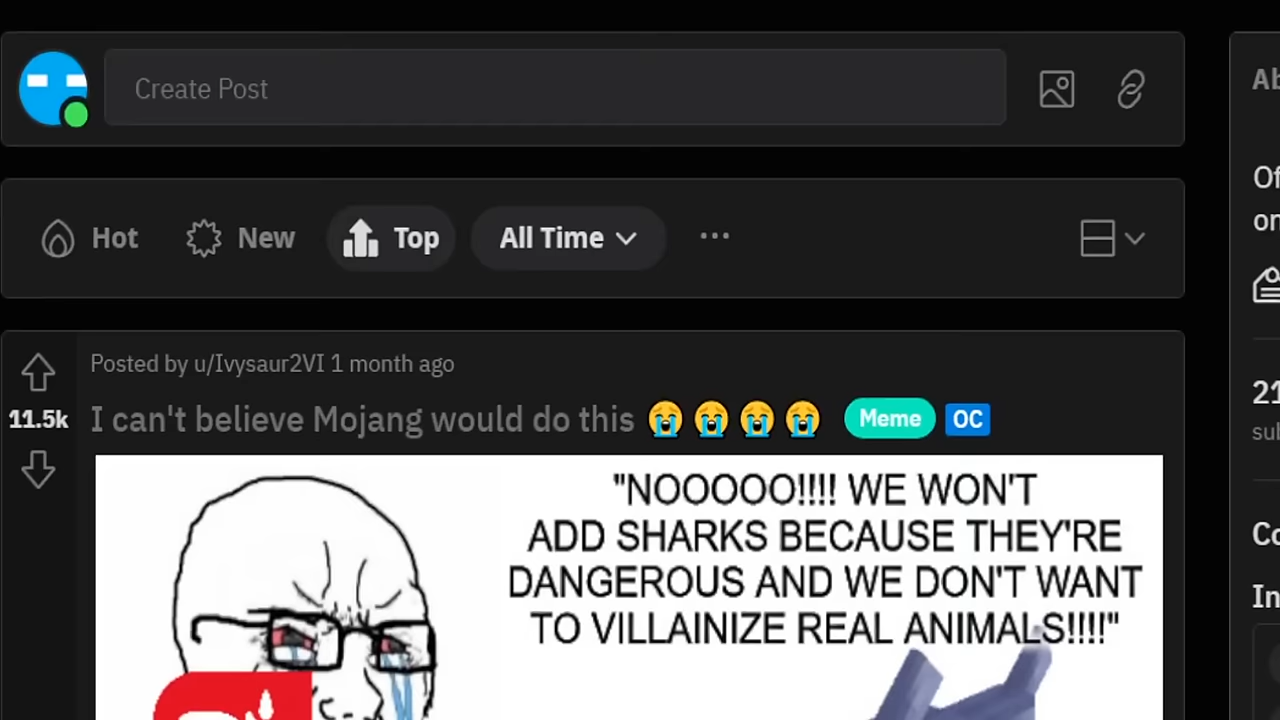 Create Post
Hot
New
Top
All Time
Posted by u/Ivysaur2VI 1 month ago
11.5k
I can't believe Mojang would do this 😭😭😭😭 Meme OC
"NOOOOO!!!! WE WON'T
ADD SHARKS BECAUSE THEY'RE
DANGEROUS AND WE DON'T WANT
TO VILLAINIZE REAL ANIMALS!!!!"